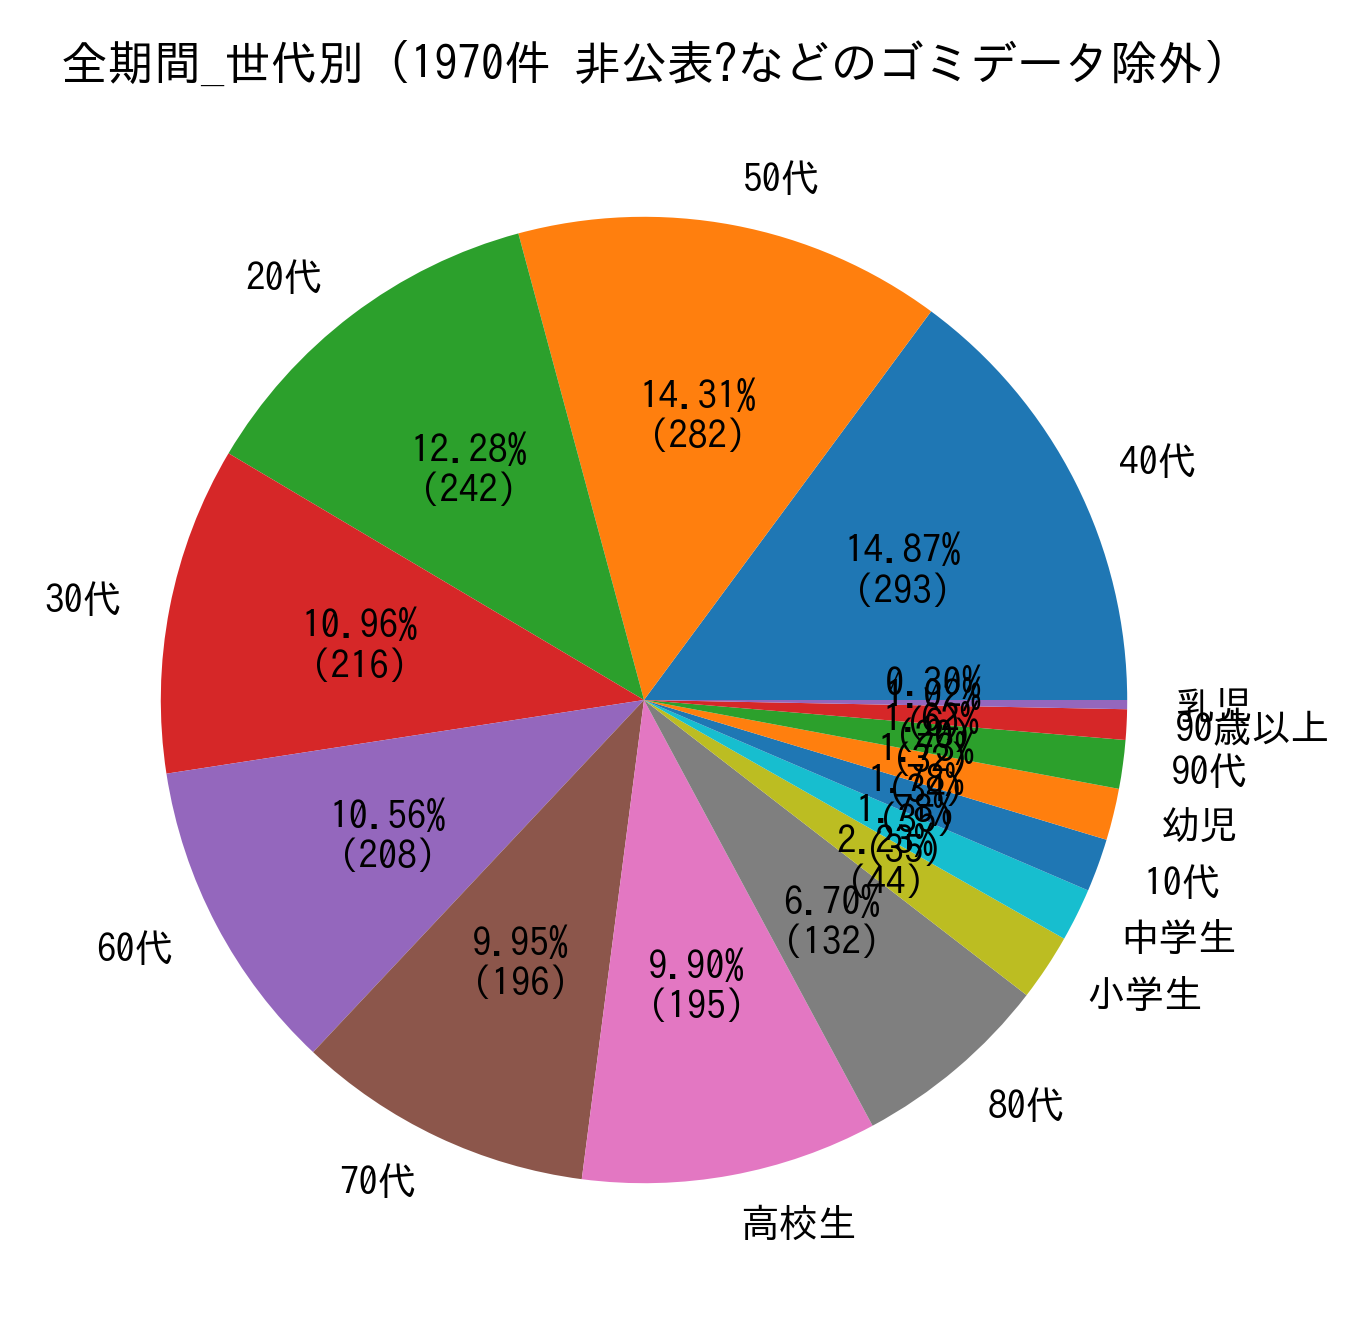 全期間_世代別（1970件 非公表?などのゴミデータ除外）
50代
20代
40代
14.31%
(282)
12.28%
(242)
14.87%
(293)
30代
10.96%
(216)
0.30%
乳児
90歳以上
90代
幼児
10代
中学生
小学生
10.56%
(208)
2.23%
(44)
6.70%
(132)
60代
9.95%
(196)
9.90%
(195)
80代
70代
高校生